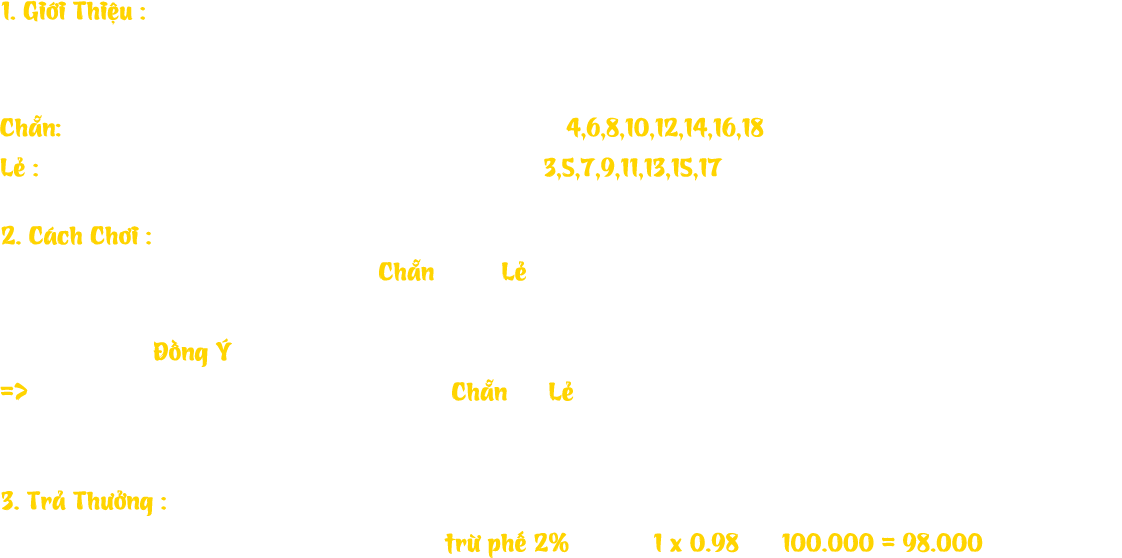 1. Giới Thiệu :
Chẵn: 4,6,8,10,12,14,16,18
Lẻ : 3,5,7,9,11,13,15,17
2. Cách Chơi :
Chẵn Lẻ
Đồng Ý
=> Chẵn Lẻ
3. Trả Thưởng :
trừ phế 2% 1 x 0.98 100.000 = 98.000